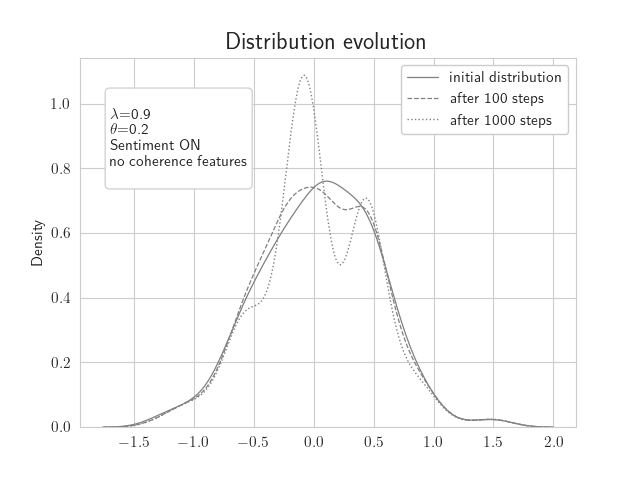 Distribution evolution
initial distribution
after 100 steps
after 1000 steps
λ=0.9
θ=0.2
Sentiment ON
no coherence features
Density
1.0
0.8
0.6
0.4
0.2
0.0
−1.5 −1.0 −0.5 0.0 0.5 1.0 1.5 2.0